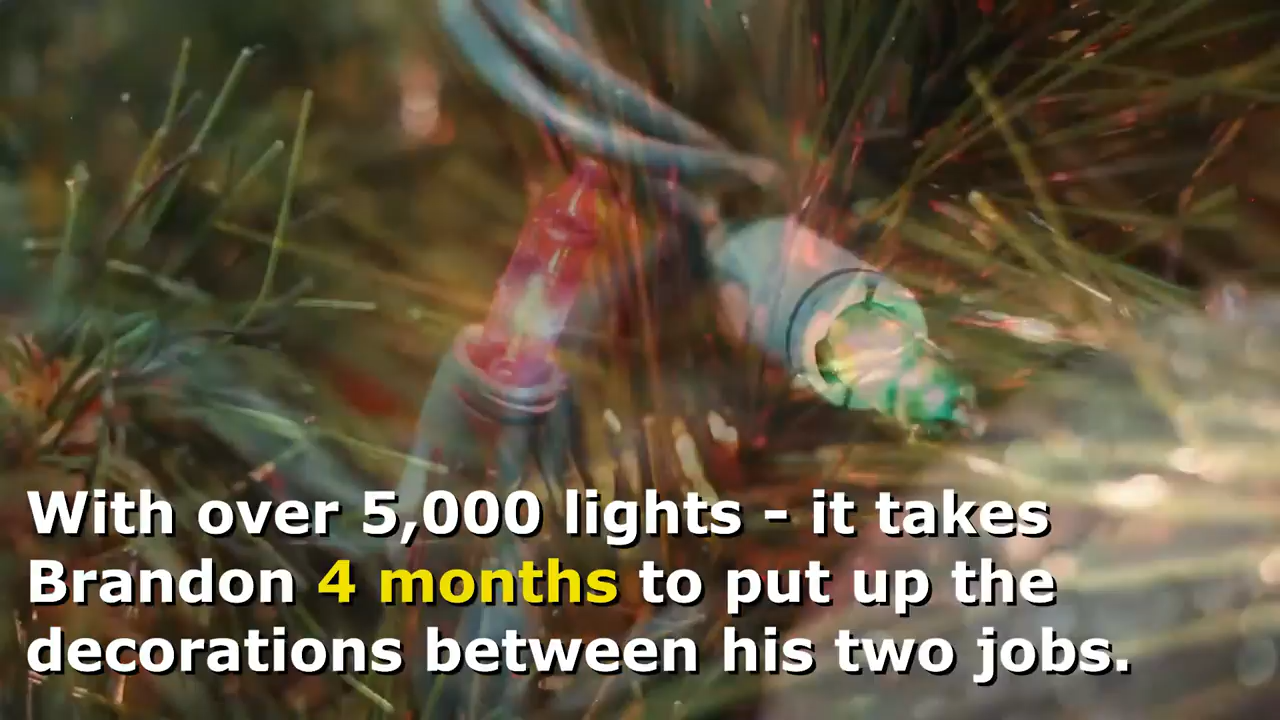 With over 5,000 lights - it takes
Brandon 4 months to put up the
decorations between his two jobs.